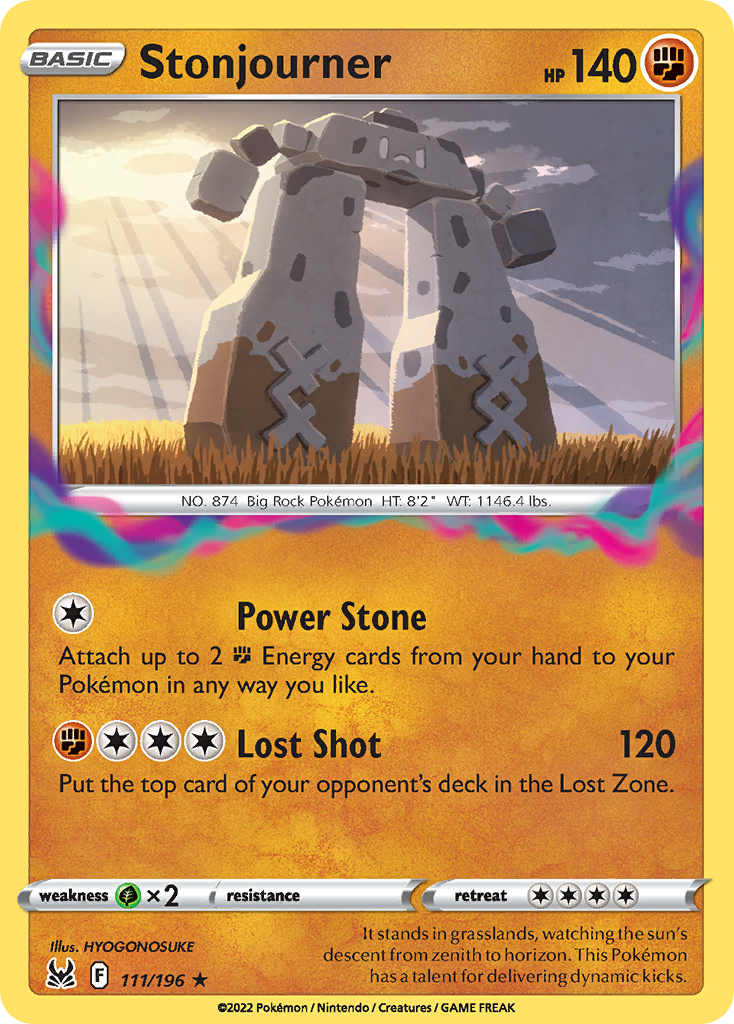 BASIC Stonjourner HP 140
NO. 874 Big Rock Pokémon HT: 8'2" WT: 1146.4 lbs.
Power Stone
Attach up to 2 Energy cards from your hand to your
Pokémon in any way you like.
Lost Shot 120
Put the top card of your opponent's deck in the Lost Zone.
weakness ×2 resistance retreat
Illus. HYOGONOSUKE
It stands in grasslands, watching the sun's
descent from zenith to horizon. This Pokémon
has a talent for delivering dynamic kicks.
F 111/196 ★
©2022 Pokémon / Nintendo / Creatures / GAME FREAK